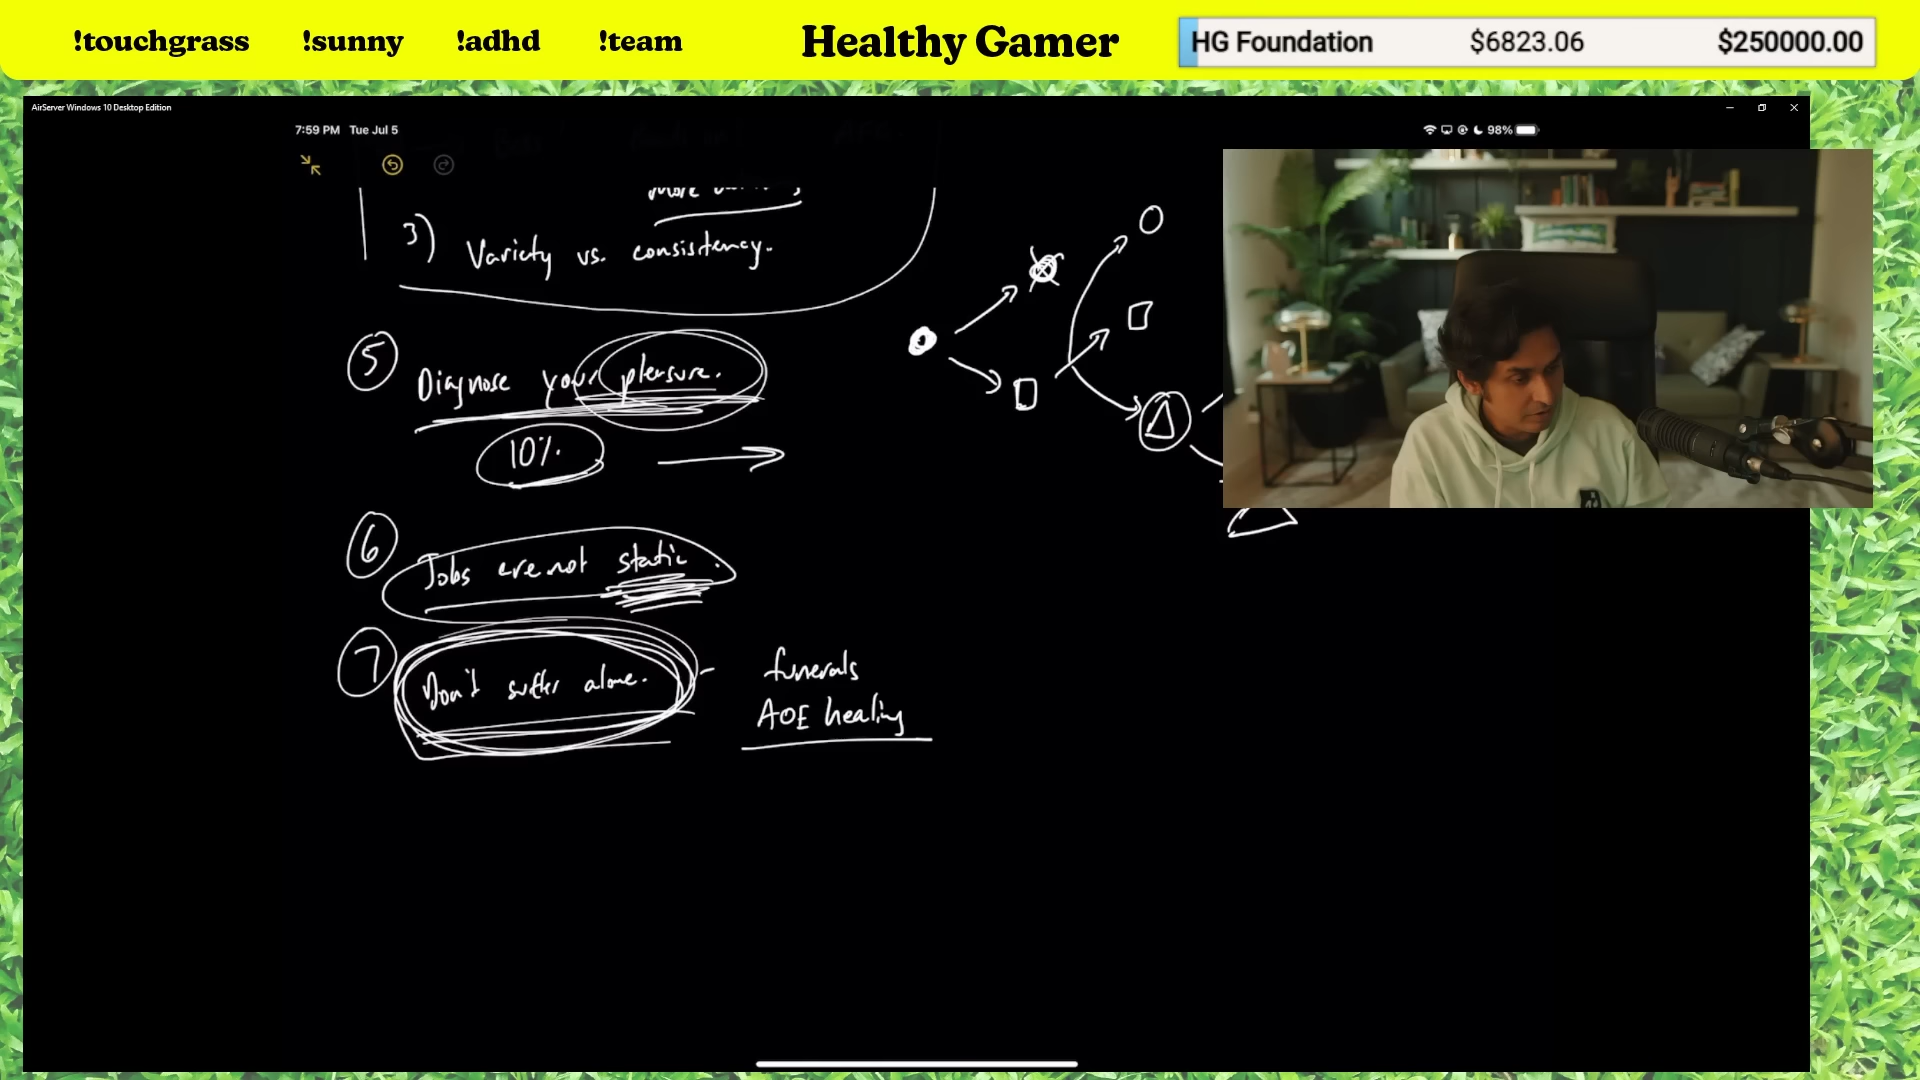 !touchgrass !sunny !adhd !team Healthy Gamer HG Foundation $6823.06 $250000.00
AirServer Windows 10 Desktop Edition
7:59 PM Tue Jul 5 98%
more
3) Variety vs. consistency.
5 Diagnose your pleasure.
10%
6 Jobs are not static.
7 Don't suffer alone. - funerals
AOE healing